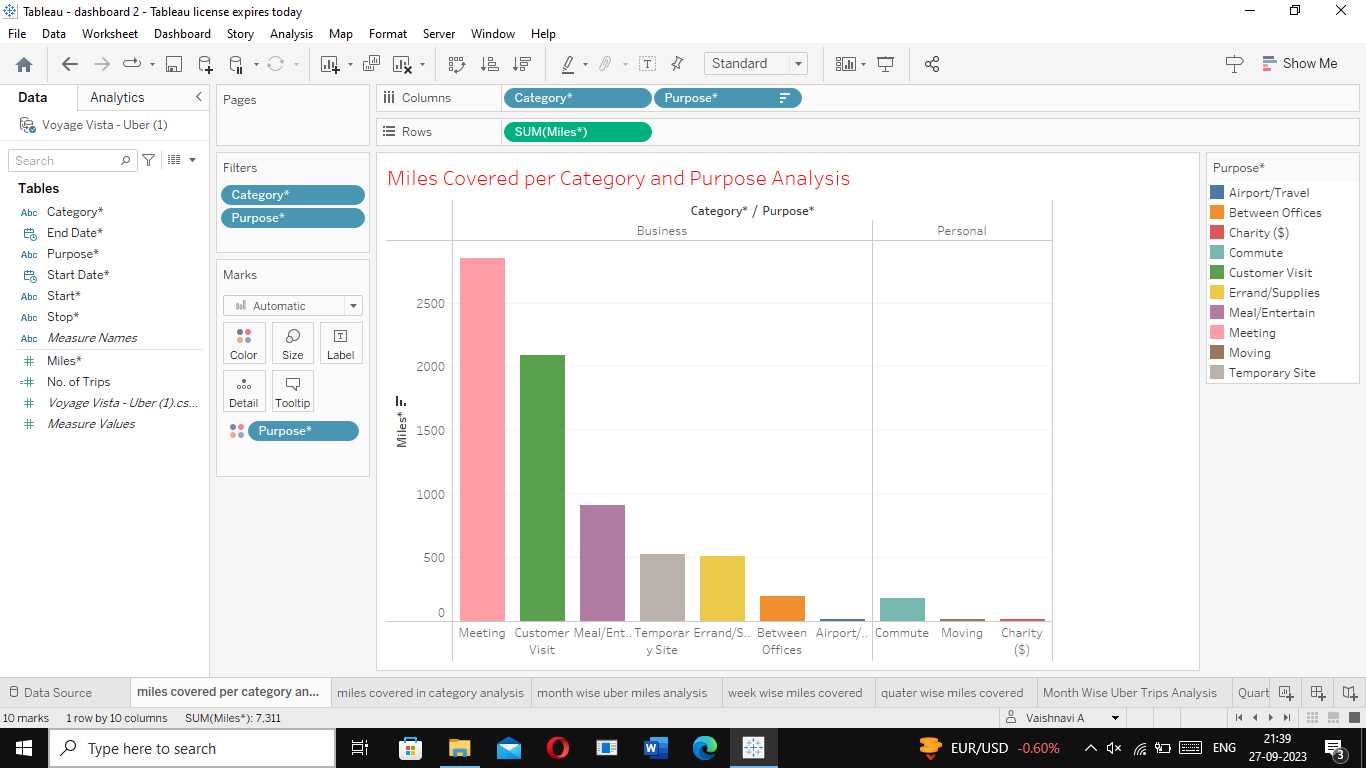 Tableau - dashboard 2 - Tableau license expires today
File Data Worksheet Dashboard Story Analysis Map Format Server Window Help
Standard
Show Me
Data Analytics
Voyage Vista - Uber (1)
Search
Tables
Abc Category*
End Date*
Abc Purpose*
Start Date*
Abc Start*
Abc Stop*
Abc Measure Names
Miles*
No. of Trips
Voyage Vista - Uber (1).cs...
Measure Values
Pages
Filters
Category*
Purpose*
Marks
Automatic
Color Size Label
Detail Tooltip
Purpose*
Columns Category* Purpose*
Rows SUM(Miles*)
Miles Covered per Category and Purpose Analysis
Category* / Purpose*
Business Personal
Miles*
2500
2000
1500
1000
500
0
Meeting Customer Meal/Ent.. Temporar Errand/S.. Between Airport/.. Commute Moving Charity
Visit y Site Offices ($)
Purpose*
Airport/Travel
Between Offices
Charity ($)
Commute
Customer Visit
Errand/Supplies
Meal/Entertain
Meeting
Moving
Temporary Site
Data Source miles covered per category an... miles covered in category analysis month wise uber miles analysis week wise miles covered quater wise miles covered Month Wise Uber Trips Analysis Quart
10 marks 1 row by 10 columns SUM(Miles*): 7,311 Vaishnavi A
Type here to search
EUR/USD -0.60%
ENG
21:39
27-09-2023
3